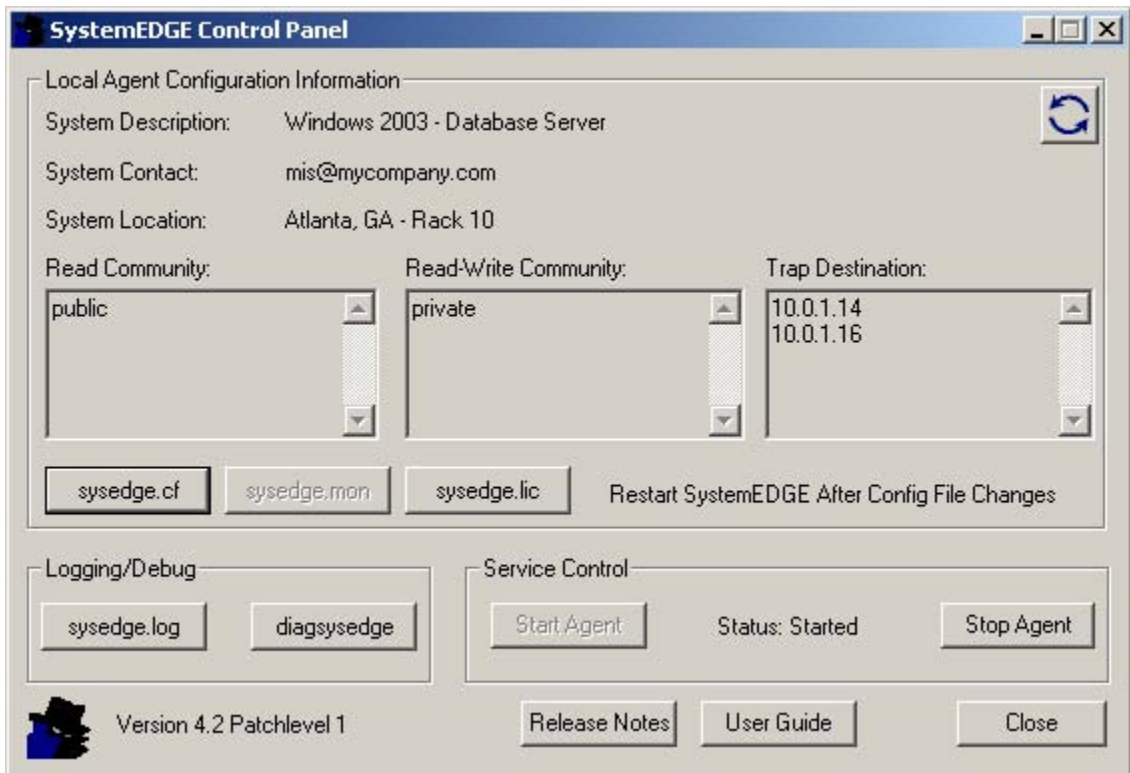 SystemEDGE Control Panel
Local Agent Configuration Information
System Description: Windows 2003 - Database Server
System Contact: mis@mycompany.com
System Location: Atlanta, GA - Rack 10
Read Community: Read-Write Community: Trap Destination:
public private 10.0.1.14
10.0.1.16
sysedge.cf sysedge.mon sysedge.lic Restart SystemEDGE After Config File Changes
Logging/Debug Service Control
sysedge.log diagsysedge Start Agent Status: Started Stop Agent
Version 4.2 Patchlevel 1 Release Notes User Guide Close